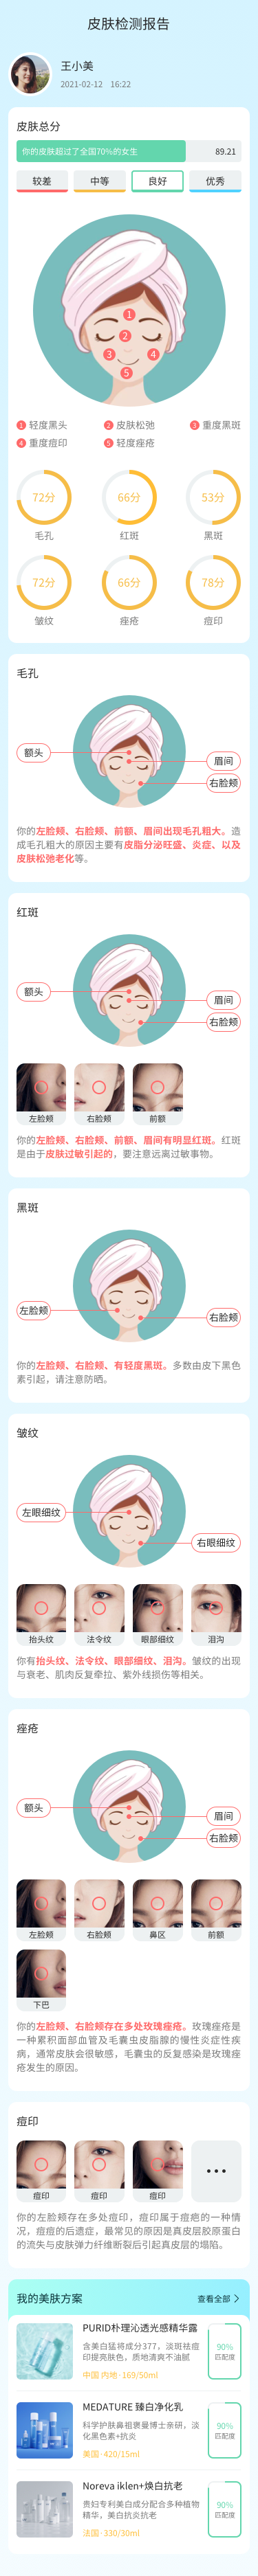 皮肤检测报告
王小美
2021-02-12 16:22
皮肤总分
你的皮肤超过了全国70%的女生 89.21
较差 中等 良好 优秀
1
2
3 4
5
1 轻度黑头 2 皮肤松弛 3 重度黑斑
4 重度痘印 5 轻度痤疮
72分 66分 53分
毛孔 红斑 黑斑
72分 66分 78分
皱纹 痤疮 痘印
毛孔
额头
眉间
右脸颊
你的左脸颊、右脸颊、前额、眉间出现毛孔粗大。造
成毛孔粗大的原因主要有皮脂分泌旺盛、炎症、以及
皮肤松弛老化等。
红斑
额头
眉间
右脸颊
左脸颊 右脸颊 前额
你的左脸颊、右脸颊、前额、眉间有明显红斑。红斑
是由于皮肤过敏引起的，要注意远离过敏事物。
黑斑
左脸颊
右脸颊
你的左脸颊、右脸颊、有轻度黑斑。多数由皮下黑色
素引起，请注意防晒。
皱纹
左眼细纹
右眼细纹
抬头纹 法令纹 眼部细纹 泪沟
你有抬头纹、法令纹、眼部细纹、泪沟。皱纹的出现
与衰老、肌肉反复牵拉、紫外线损伤等相关。
痤疮
额头
眉间
右脸颊
左脸颊 右脸颊 鼻区 前额
下巴
你的左脸颊、右脸颊存在多处玫瑰痤疮。玫瑰痤疮是
一种累积面部血管及毛囊虫皮脂腺的慢性炎症性疾
病，通常皮肤会很敏感，毛囊虫的反复感染是玫瑰痤
疮发生的原因。
痘印
痘印 痘印 痘印
你的左脸颊存在多处痘印，痘印属于痘疤的一种情
况，痘痘的后遗症，最常见的原因是真皮层胶原蛋白
的流失与皮肤弹力纤维断裂后引起真皮层的塌陷。
我的美肤方案 查看全部
PURID朴理沁透光感精华露
含美白猛将成分377，淡斑祛痘
印提亮肤色，质地清爽不油腻
中国 内地 · 169/50ml
90%
匹配度
MEDATURE 臻白净化乳
科学护肤鼻祖裴曼博士亲研，淡
化黑色素+抗炎
美国 · 420/15ml
90%
匹配度
Noreva iklen+焕白抗老
贵妇专利美白成分配合多种植物
精华，美白抗炎抗老
法国 · 330/30ml
90%
匹配度